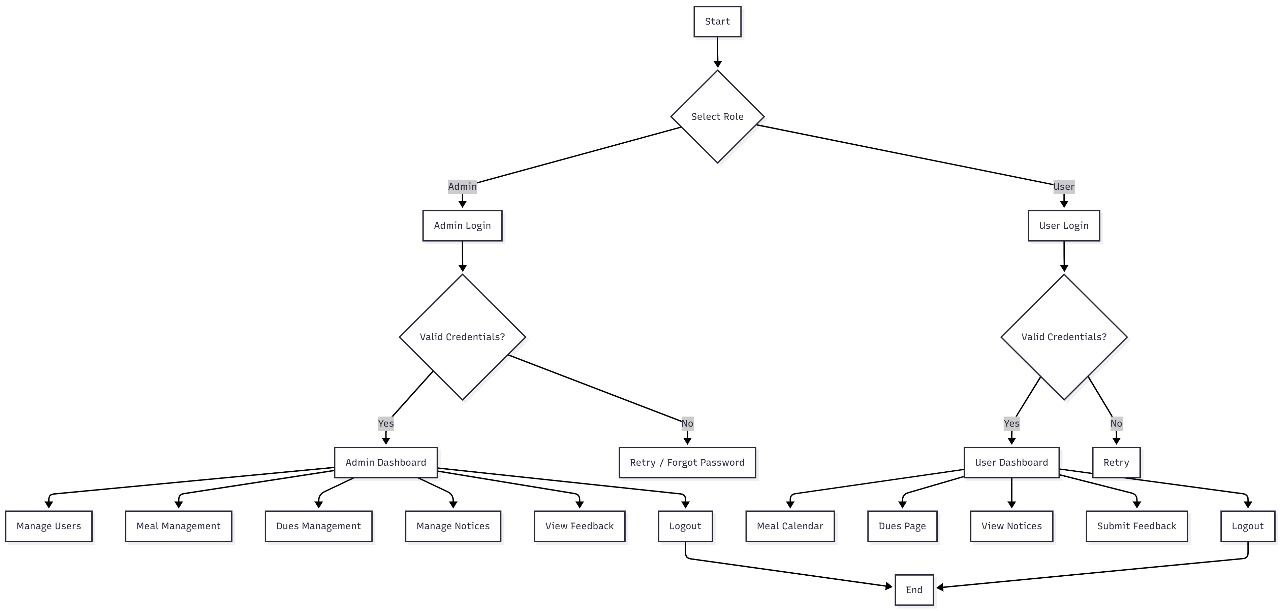 Start
Select Role
Admin
User
Admin Login
User Login
Valid Credentials?
Valid Credentials?
Yes
No
Yes
No
Admin Dashboard
Retry / Forgot Password
User Dashboard
Retry
Manage Users
Meal Management
Dues Management
Manage Notices
View Feedback
Logout
Meal Calendar
Dues Page
View Notices
Submit Feedback
Logout
End